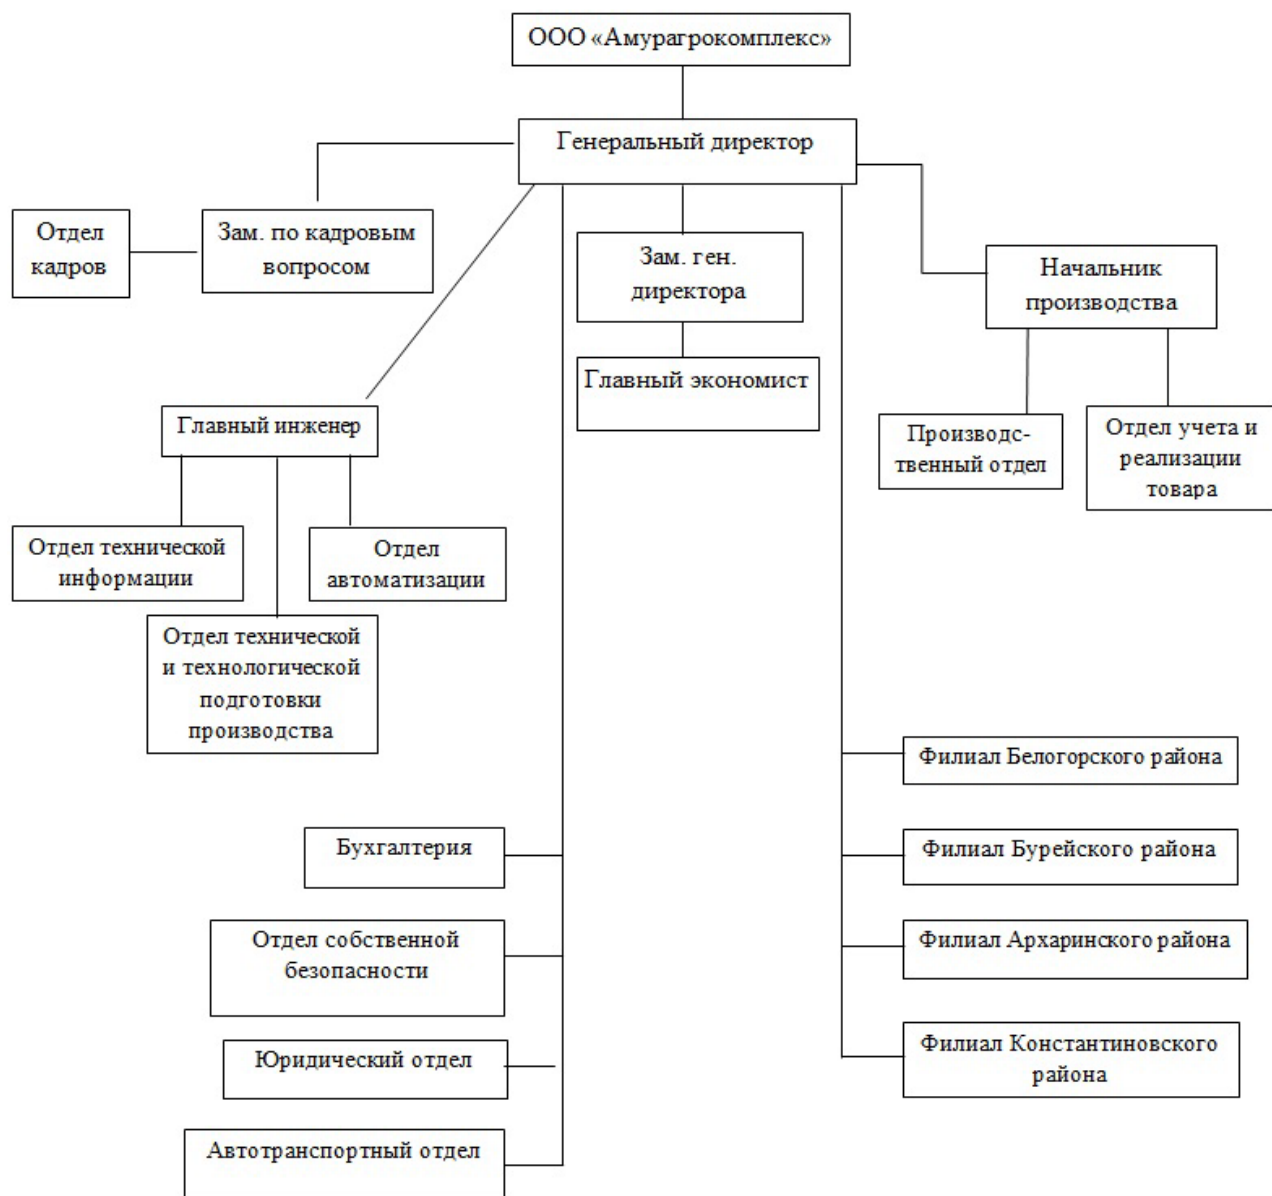 ООО «Амурагрокомплекс»
Генеральный директор
Отдел
кадров
Зам. по кадровым
вопросом
Зам. ген.
директора
Начальник
производства
Главный экономист
Главный инженер
Производс-
твенный отдел
Отдел учета и
реализации
товара
Отдел технической
информации
Отдел
автоматизации
Отдел технической
и технологической
подготовки
производства
Филиал Белогорского района
Бухгалтерия
Филиал Бурейского района
Отдел собственной
безопасности
Филиал Архаринского района
Юридический отдел
Филиал Константиновского
района
Автотранспортный отдел